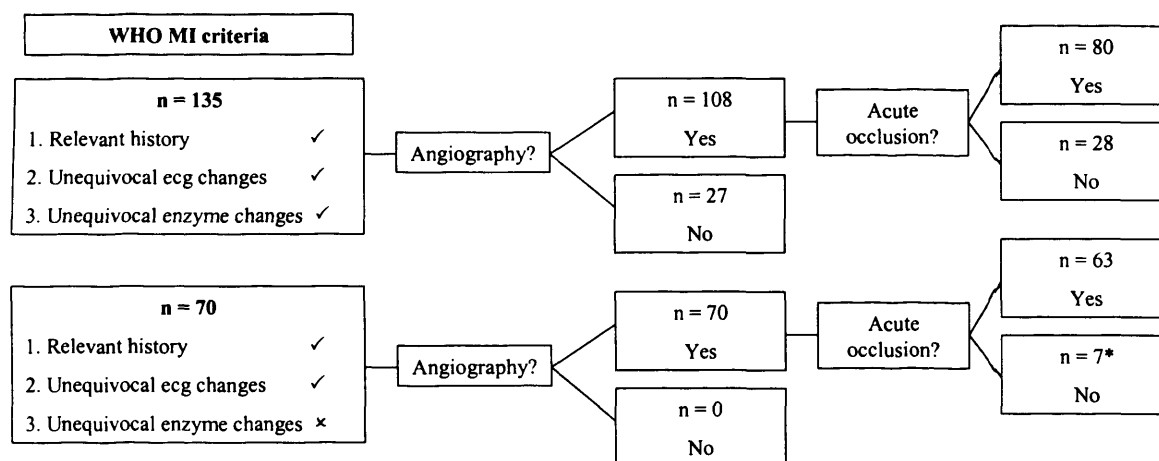 WHO MI criteria
n = 135
1. Relevant history ✓
2. Unequivocal ecg changes ✓
3. Unequivocal enzyme changes ✓
Angiography?
n = 108
Yes
n = 27
No
Acute
occlusion?
n = 80
Yes
n = 28
No
n = 70
1. Relevant history ✓
2. Unequivocal ecg changes ✓
3. Unequivocal enzyme changes ×
Angiography?
n = 70
Yes
n = 0
No
Acute
occlusion?
n = 63
Yes
n = 7*
No